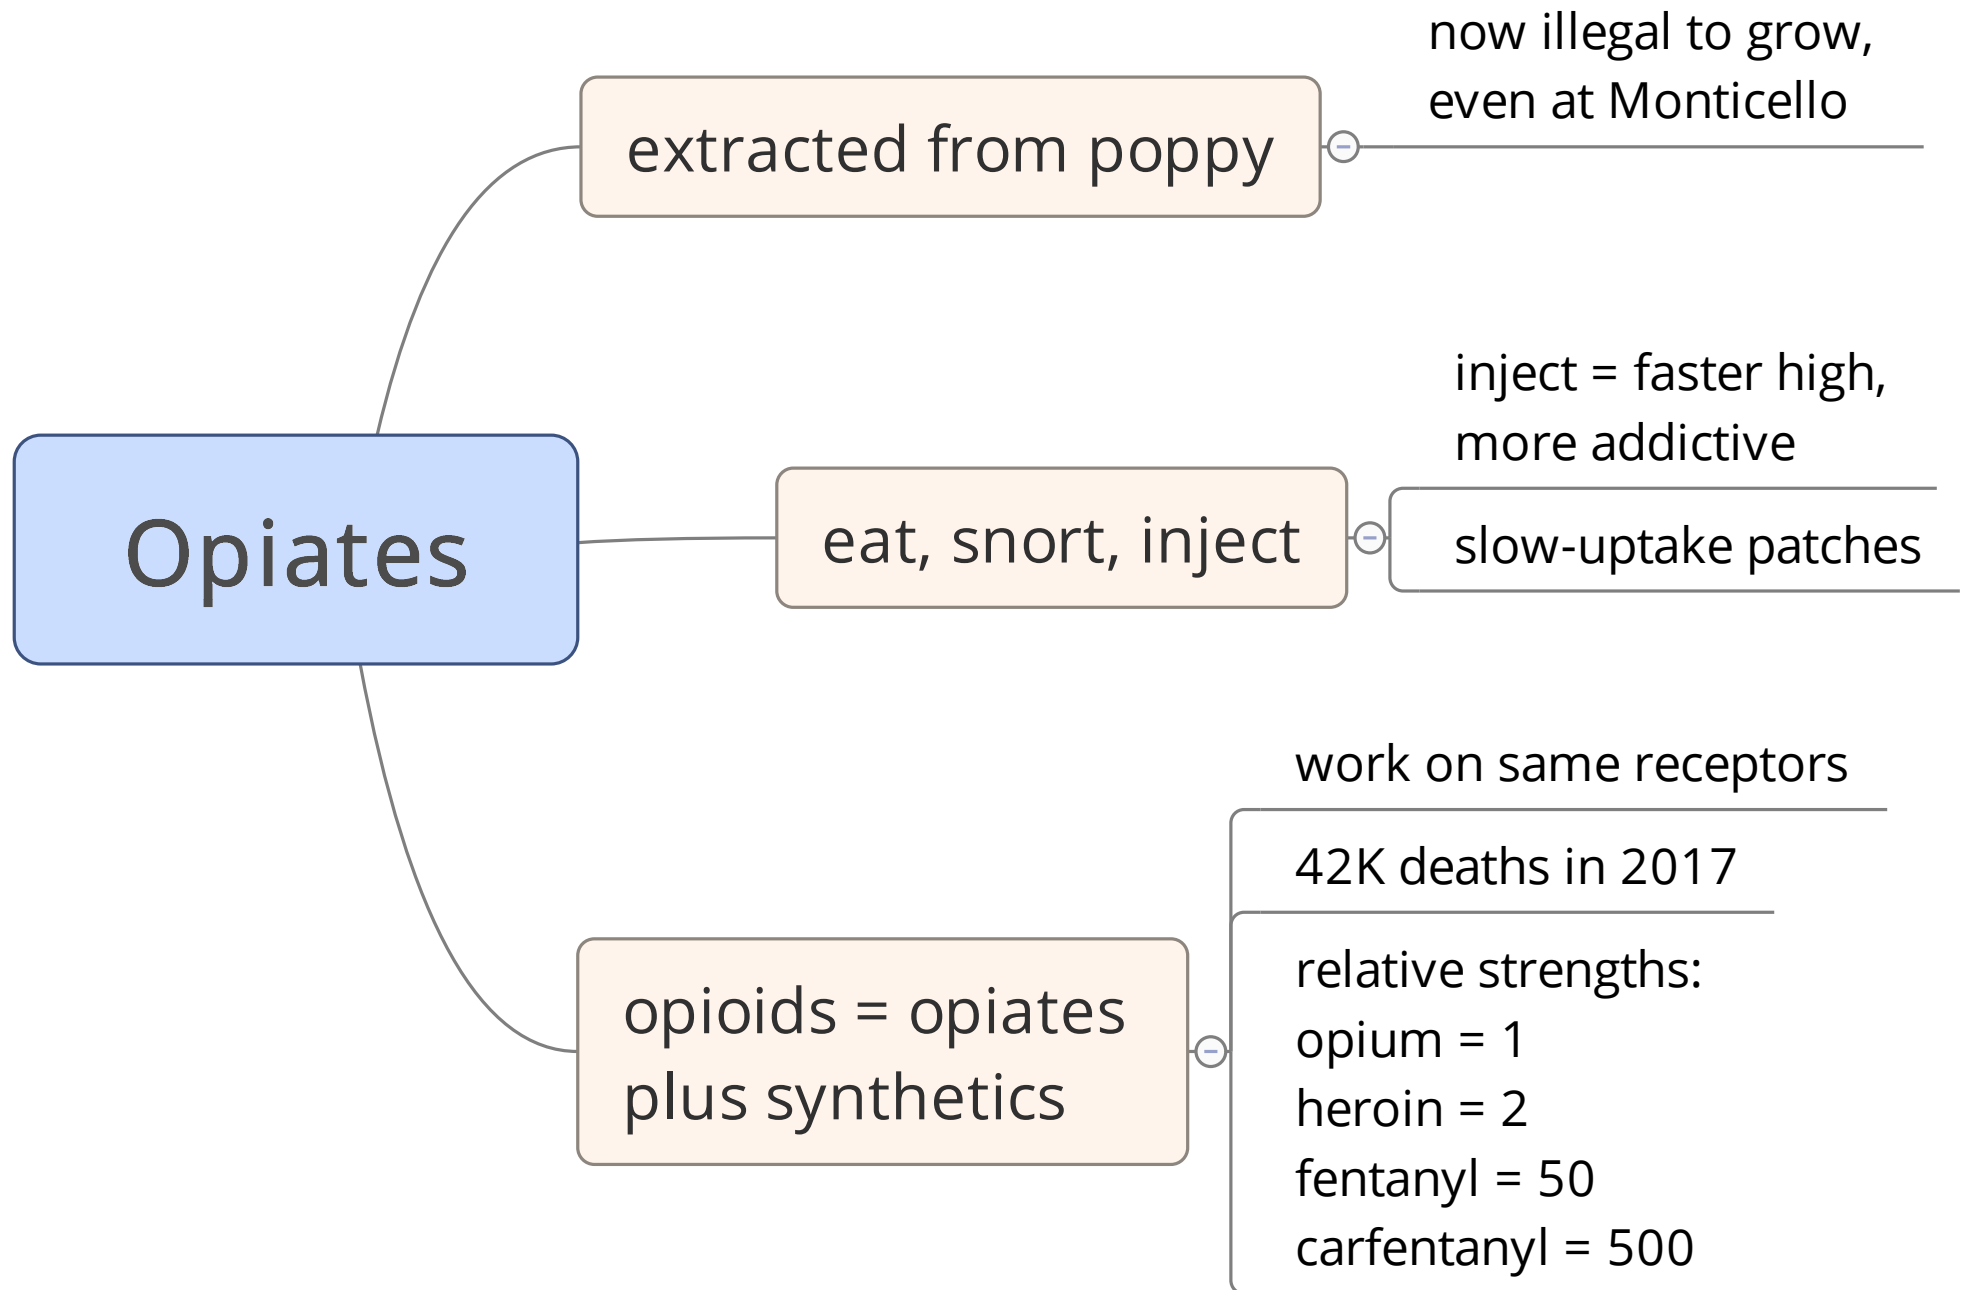 now illegal to grow,
even at Monticello
extracted from poppy
inject = faster high,
more addictive
Opiates
eat, snort, inject
slow-uptake patches
work on same receptors
42K deaths in 2017
opioids = opiates
plus synthetics
relative strengths:
opium = 1
heroin = 2
fentanyl = 50
carfentanyl = 500